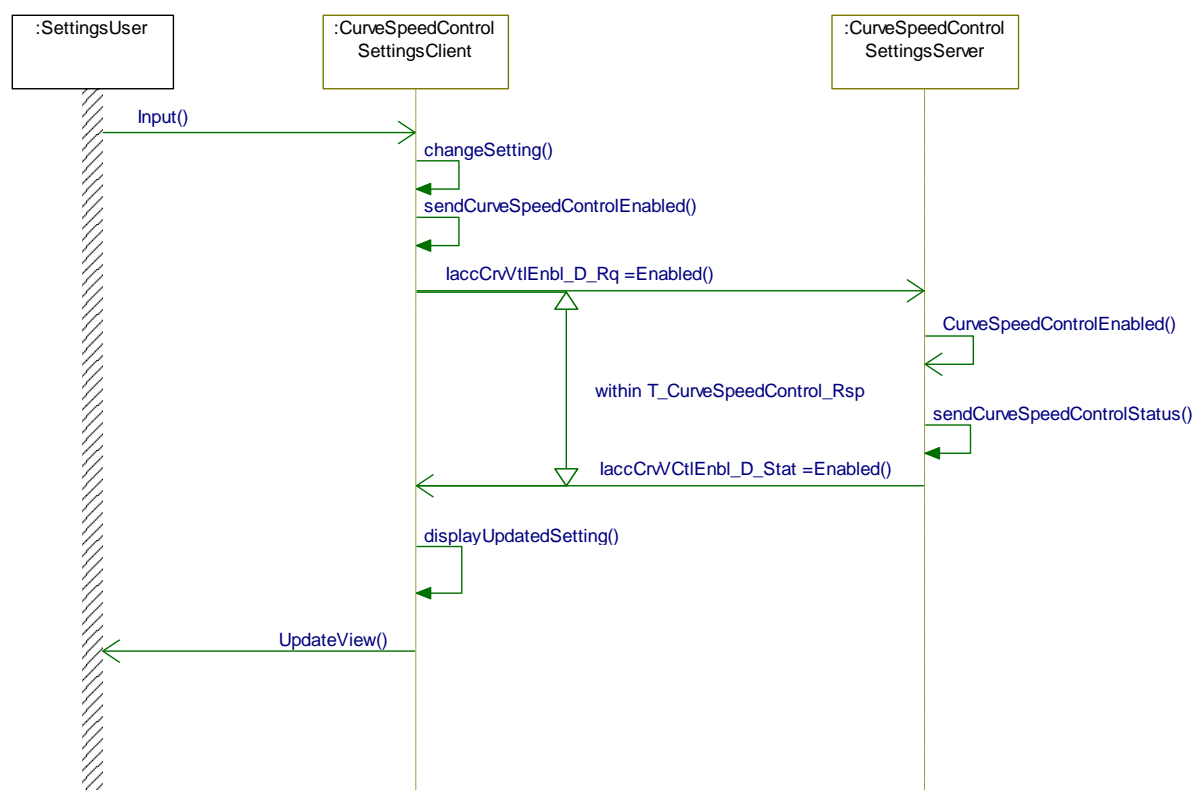 :SettingsUser
:CurveSpeedControl
SettingsClient
:CurveSpeedControl
SettingsServer
Input()
changeSetting()
sendCurveSpeedControlEnabled()
IaccCrvVtlEnbl_D_Rq =Enabled()
CurveSpeedControlEnabled()
within T_CurveSpeedControl_Rsp
sendCurveSpeedControlStatus()
IaccCrvVCtlEnbl_D_Stat =Enabled()
displayUpdatedSetting()
UpdateView()